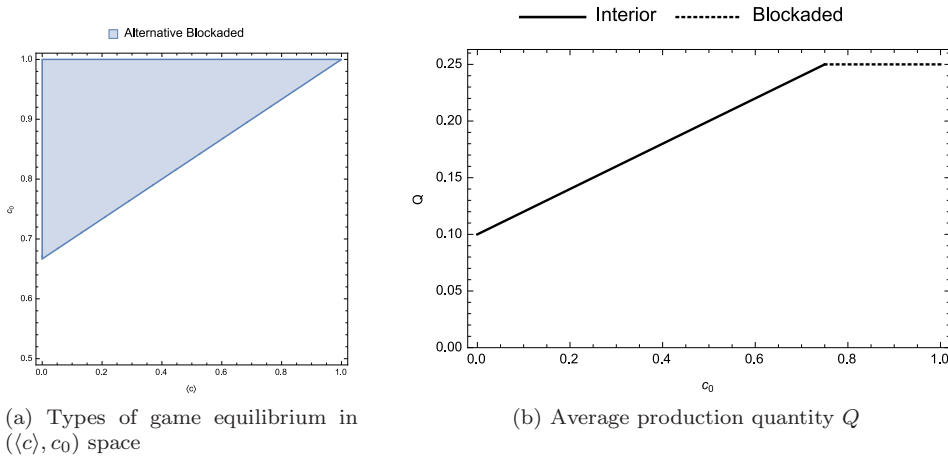 Alternative Blockaded
1.0
0.9
0.8
c0
0.7
0.6
0.5
0.0 0.2 0.4 0.6 0.8 1.0
⟨c⟩
(a) Types of game equilibrium in
(⟨c⟩, c0) space
Interior Blockaded
0.25
0.20
0.15
Q
0.10
0.05
0.00
0.0 0.2 0.4 0.6 0.8 1.0
c0
(b) Average production quantity Q